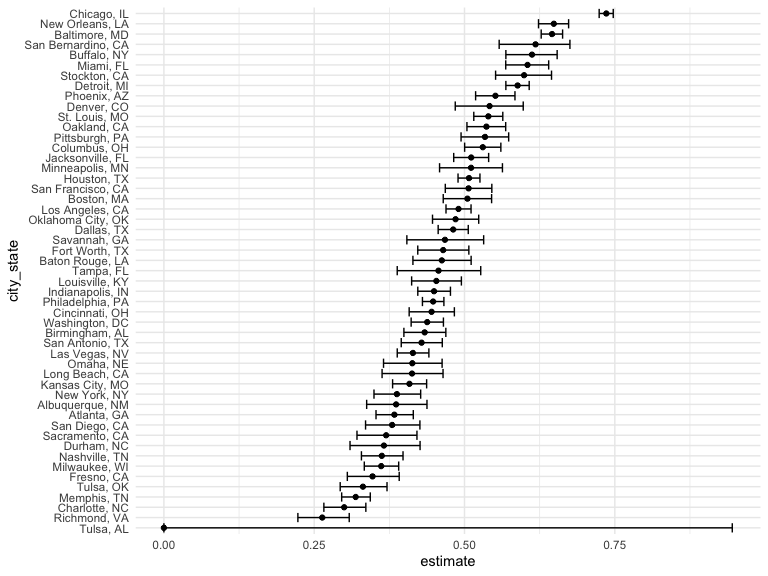 Chicago, IL
New Orleans, LA
Baltimore, MD
San Bernardino, CA
Buffalo, NY
Miami, FL
Stockton, CA
Detroit, MI
Phoenix, AZ
Denver, CO
St. Louis, MO
Oakland, CA
Pittsburgh, PA
Columbus, OH
Jacksonville, FL
Minneapolis, MN
Houston, TX
San Francisco, CA
Boston, MA
Los Angeles, CA
Oklahoma City, OK
Dallas, TX
Savannah, GA
Fort Worth, TX
Baton Rouge, LA
Tampa, FL
Louisville, KY
Indianapolis, IN
Philadelphia, PA
Cincinnati, OH
Washington, DC
Birmingham, AL
San Antonio, TX
Las Vegas, NV
Omaha, NE
Long Beach, CA
Kansas City, MO
New York, NY
Albuquerque, NM
Atlanta, GA
San Diego, CA
Sacramento, CA
Durham, NC
Nashville, TN
Milwaukee, WI
Fresno, CA
Tulsa, OK
Memphis, TN
Charlotte, NC
Richmond, VA
Tulsa, AL
city_state
0.00 0.25 0.50 0.75
estimate